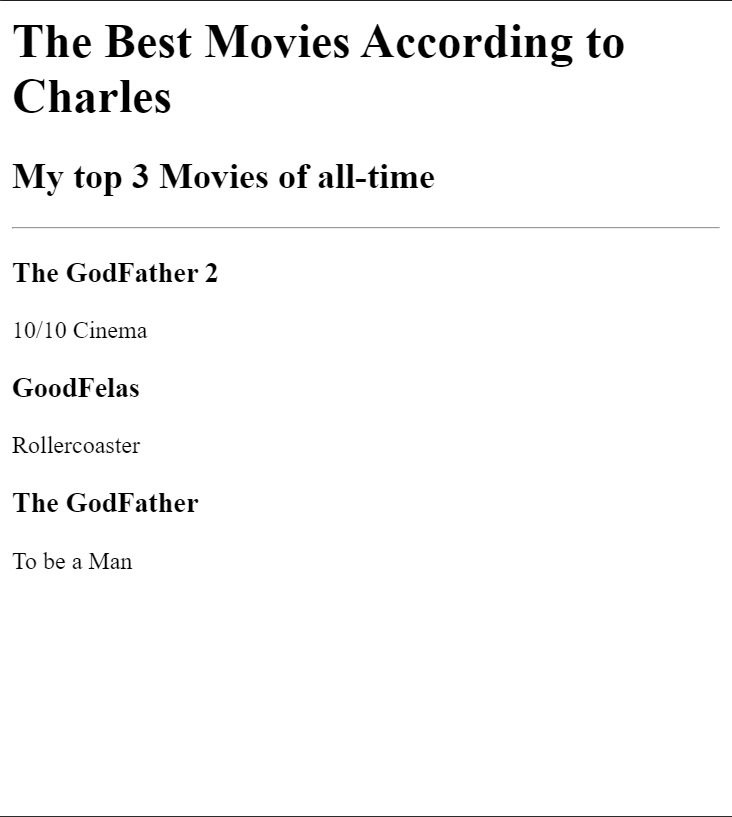 The Best Movies According to
Charles
My top 3 Movies of all-time
The GodFather 2
10/10 Cinema
GoodFelas
Rollercoaster
The GodFather
To be a Man